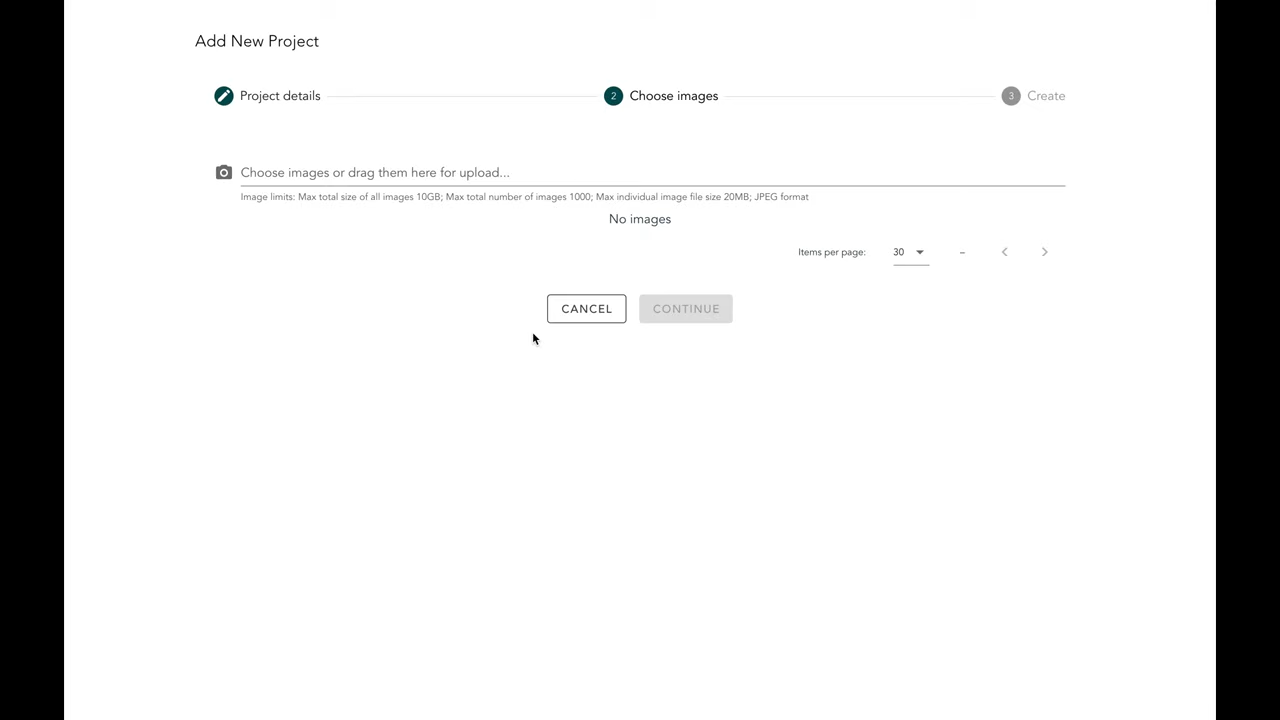 Add New Project
Project details
2 Choose images
3 Create
Choose images or drag them here for upload...
Image limits: Max total size of all images 10GB; Max total number of images 1000; Max individual image file size 20MB; JPEG format
No images
Items per page: 30 –
CANCEL CONTINUE